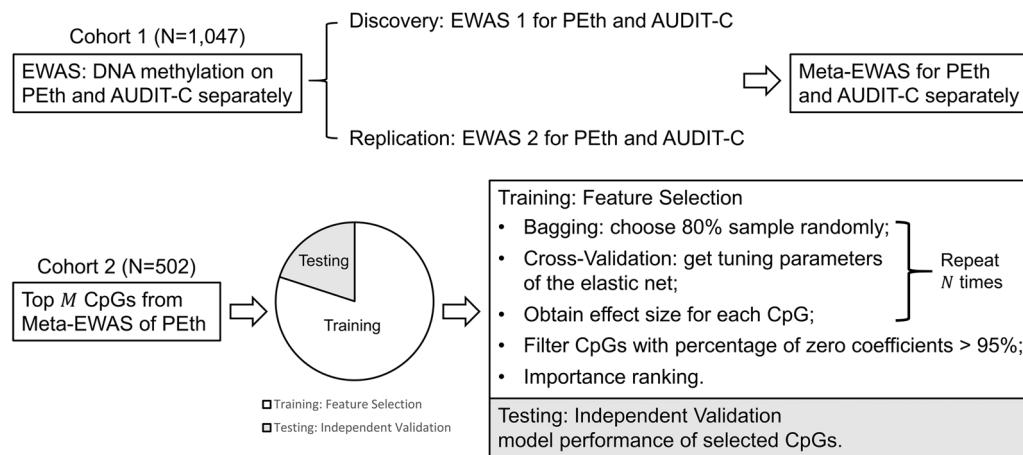 Cohort 1 (N=1,047)
EWAS: DNA methylation on
PEth and AUDIT-C separately
Discovery: EWAS 1 for PEth and AUDIT-C
Replication: EWAS 2 for PEth and AUDIT-C
Meta-EWAS for PEth
and AUDIT-C separately
Cohort 2 (N=502)
Top M CpGs from
Meta-EWAS of PEth
Testing
Training
Training: Feature Selection
Testing: Independent Validation
Training: Feature Selection
• Bagging: choose 80% sample randomly;
• Cross-Validation: get tuning parameters
of the elastic net;
• Obtain effect size for each CpG;
Repeat
N times
• Filter CpGs with percentage of zero coefficients > 95%;
• Importance ranking.
Testing: Independent Validation
model performance of selected CpGs.